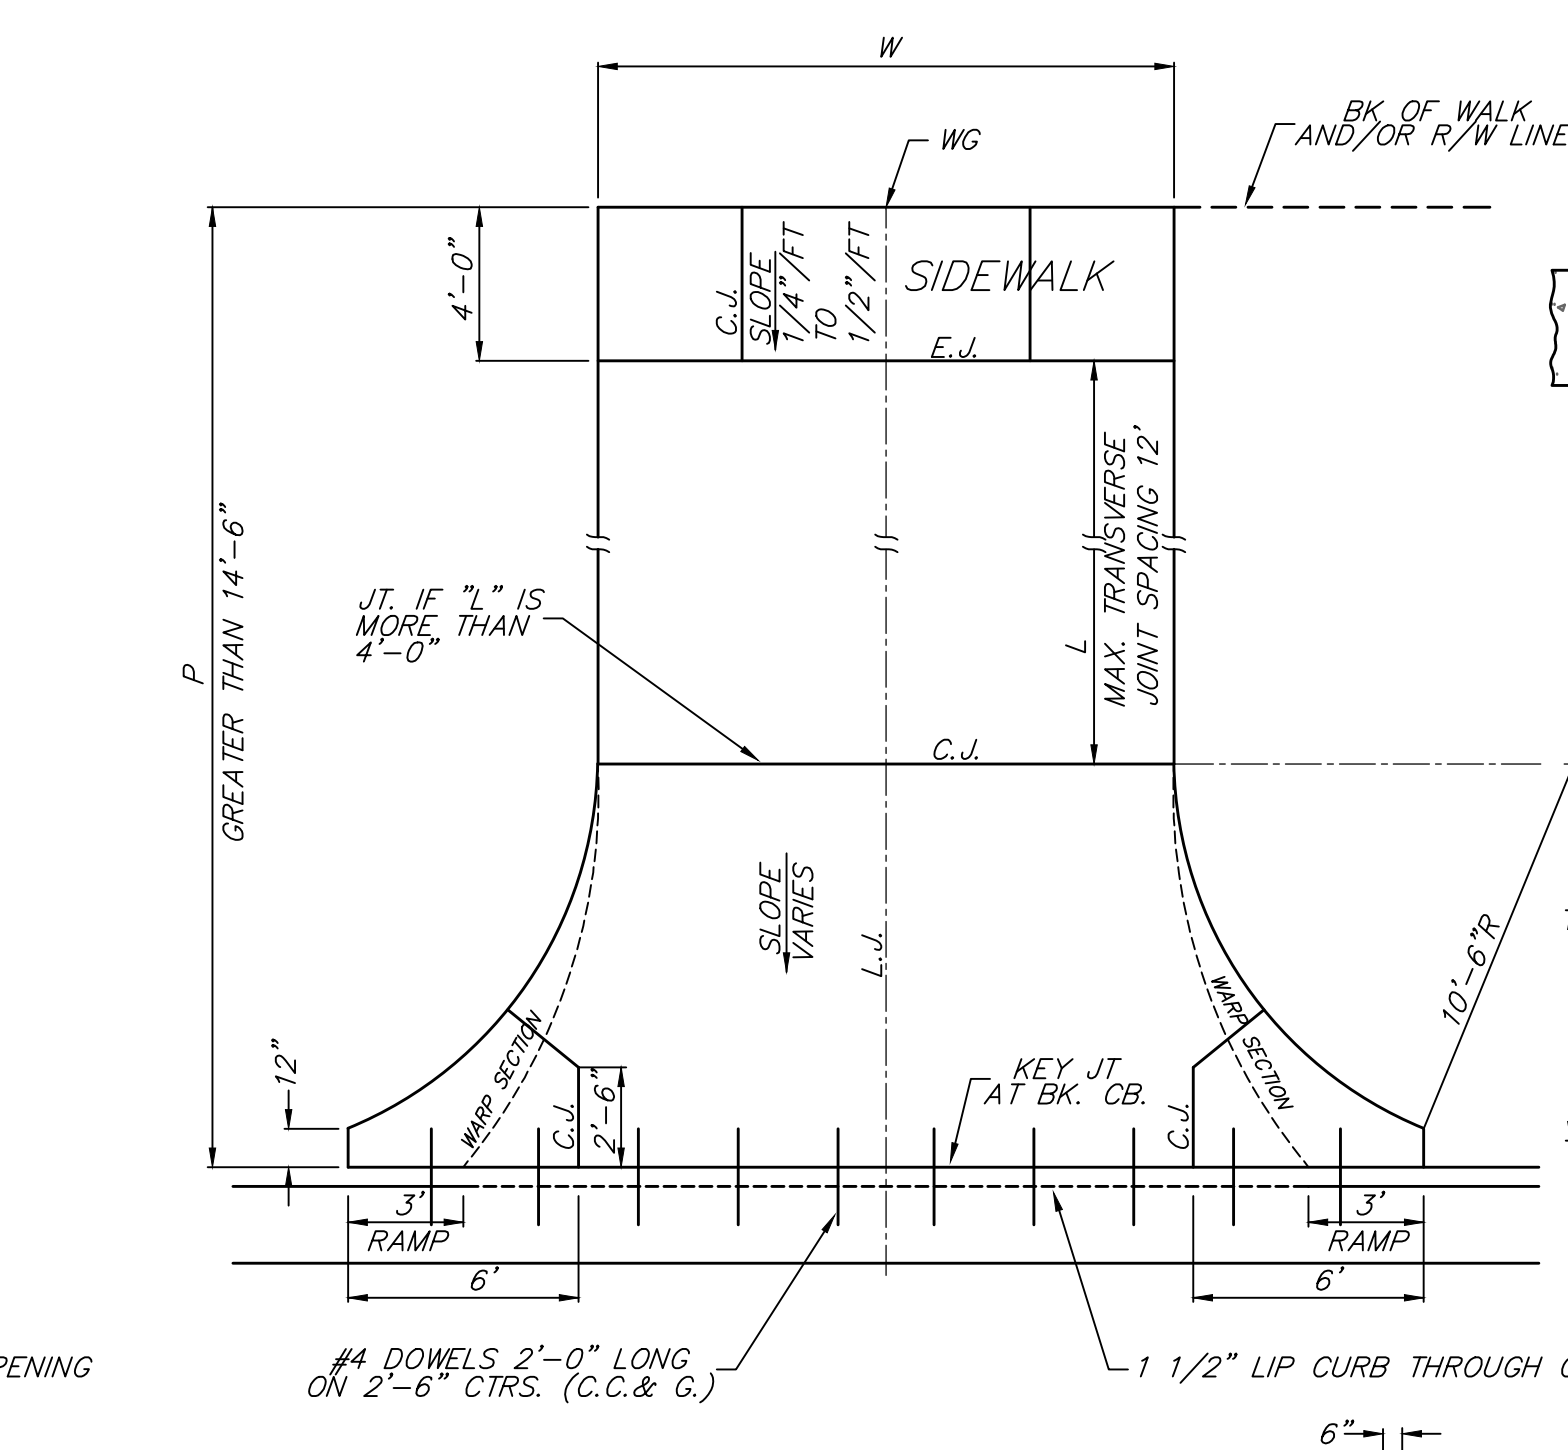 W
WG
BK OF WALK
AND/OR R/W LINE
4'-0"
C.J.
SLOPE
1/4"/FT
TO
1/2"/FT
SIDEWALK
E.J.
P
GREATER THAN 14'-6"
JT. IF "L" IS
MORE THAN
4'-0"
L
MAX. TRANSVERSE
JOINT SPACING 12'
C.J.
SLOPE
VARIES
L.J.
10'-6"R
WARP SECTION
WARP SECTION
12"
C.J.
2'-6"
KEY JT
AT BK. CB.
C.J.
3'
RAMP
6'
3'
RAMP
6'
PENING
#4 DOWELS 2'-0" LONG
ON 2'-6" CTRS. (C.C.& G.)
1 1/2" LIP CURB THROUGH
6"